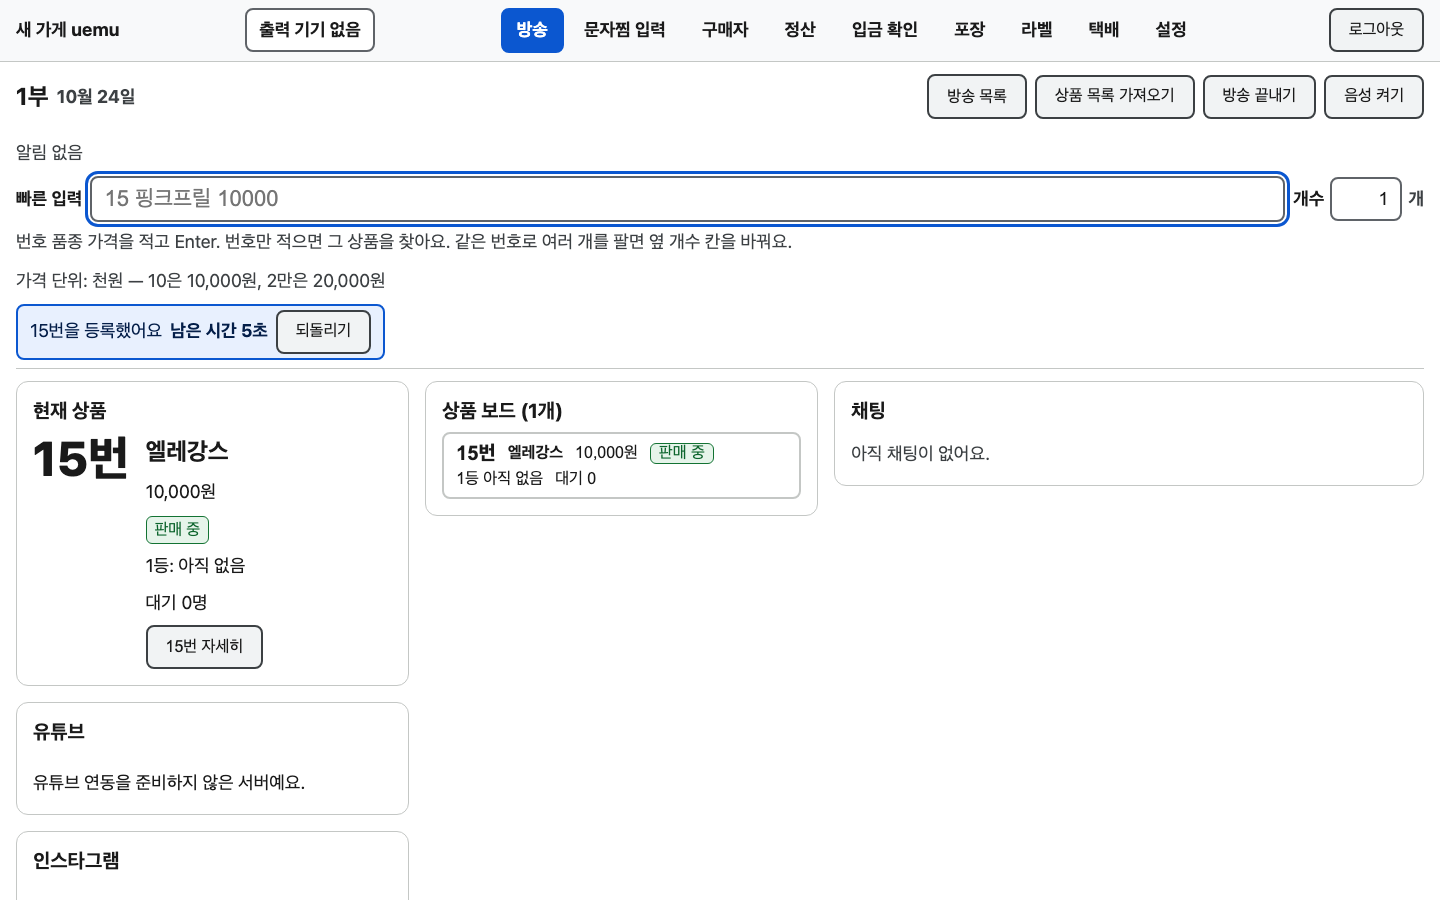 새 가게 uemu
출력 기기 없음
방송
문자찜 입력
구매자
정산
입금 확인
포장
라벨
택배
설정
로그아웃
1부 10월 24일
방송 목록
상품 목록 가져오기
방송 끝내기
음성 켜기
알림 없음
빠른 입력
15 핑크프릴 10000
개수 1 개
번호 품종 가격을 적고 Enter. 번호만 적으면 그 상품을 찾아요. 같은 번호로 여러 개를 팔면 옆 개수 칸을 바꿔요.
가격 단위: 천원 — 10은 10,000원, 2만은 20,000원
15번을 등록했어요 남은 시간 5초 되돌리기
현재 상품
15번 엘레강스
10,000원
판매 중
1등: 아직 없음
대기 0명
15번 자세히
상품 보드 (1개)
15번 엘레강스 10,000원 판매 중
1등 아직 없음 대기 0
채팅
아직 채팅이 없어요.
유튜브
유튜브 연동을 준비하지 않은 서버예요.
인스타그램